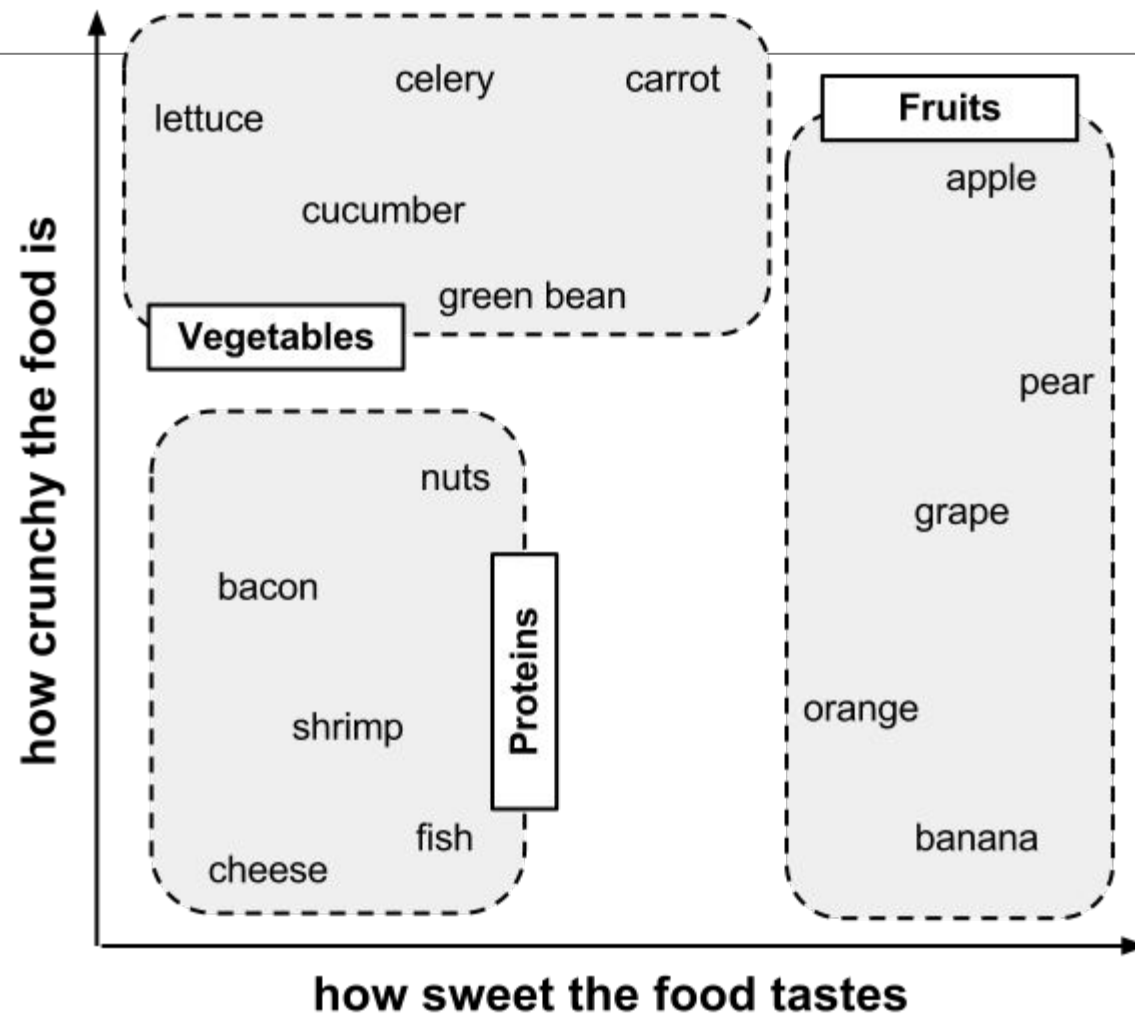 celery
carrot
lettuce
Fruits
apple
cucumber
green bean
Vegetables
pear
nuts
grape
bacon
Proteins
orange
shrimp
fish
banana
cheese
how crunchy the food is
how sweet the food tastes